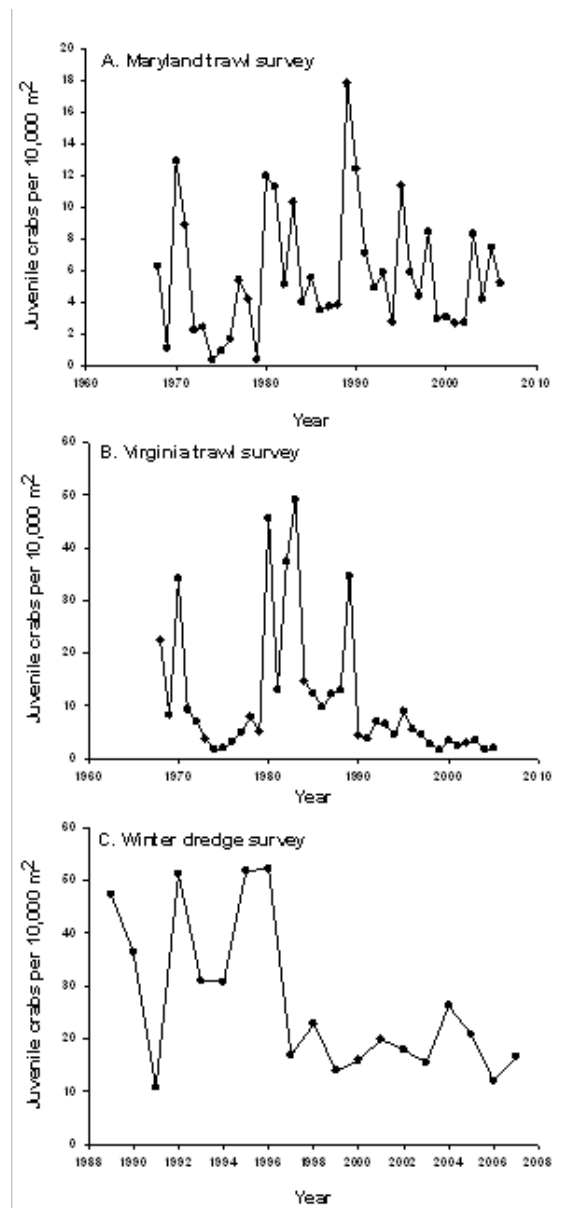 A. Maryland trawl survey
Juvenile crabs per 10,000 m²
20
18
16
14
12
10
8
6
4
2
0
1960 1970 1980 1990 2000 2010
Year
B. Virginia trawl survey
Juvenile crabs per 10,000 m²
60
50
40
30
20
10
0
1960 1970 1980 1990 2000 2010
Year
C. Winter dredge survey
Juvenile crabs per 10,000 m²
60
50
40
30
20
10
0
1988 1990 1992 1994 1996 1998 2000 2002 2004 2006 2008
Year